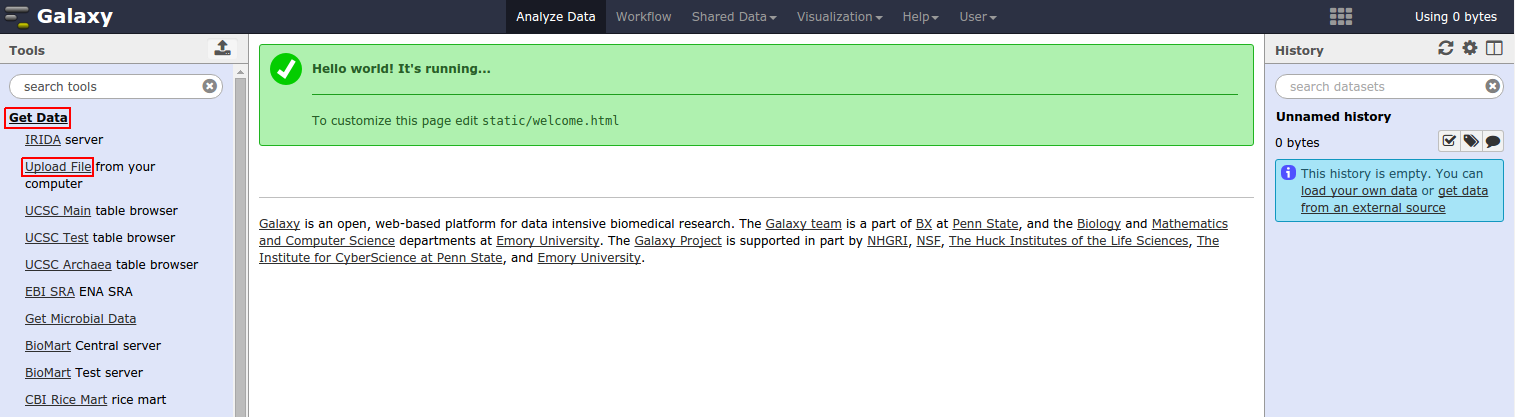 Galaxy
Analyze Data Workflow Shared Data Visualization Help User
Using 0 bytes
Tools
search tools
Get Data
IRIDA server
Upload File from your
computer
UCSC Main table browser
UCSC Test table browser
UCSC Archaea table browser
EBI SRA ENA SRA
Get Microbial Data
BioMart Central server
BioMart Test server
CBI Rice Mart rice mart
Hello world! It's running...
To customize this page edit static/welcome.html
Galaxy is an open, web-based platform for data intensive biomedical research. The Galaxy team is a part of BX at Penn State, and the Biology and Mathematics
and Computer Science departments at Emory University. The Galaxy Project is supported in part by NHGRI, NSF, The Huck Institutes of the Life Sciences, The
Institute for CyberScience at Penn State, and Emory University.
History
search datasets
Unnamed history
0 bytes
This history is empty. You can
load your own data or get data
from an external source